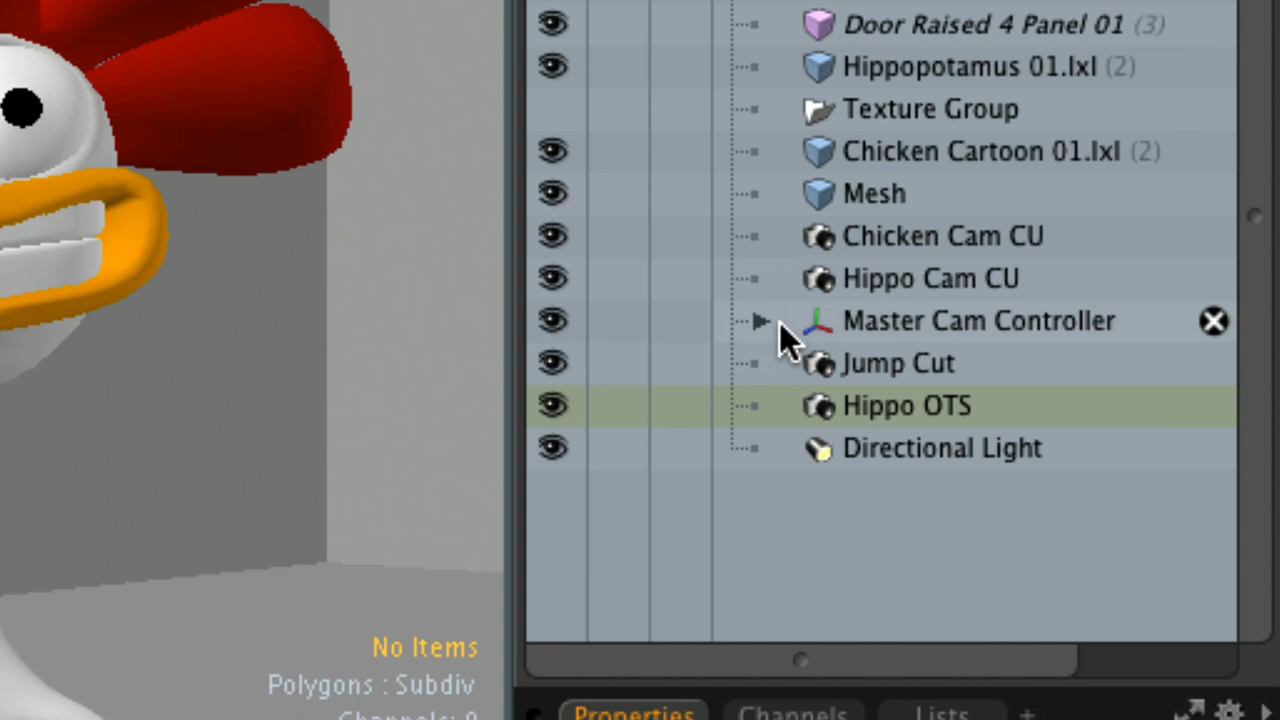 Door Raised 4 Panel 01 (3)
Hippopotamus 01.lxl (2)
Texture Group
Chicken Cartoon 01.lxl (2)
Mesh
Chicken Cam CU
Hippo Cam CU
Master Cam Controller
Jump Cut
Hippo OTS
Directional Light
No Items
Polygons : Subdiv
Channels: 0
Properties Channels Lists +